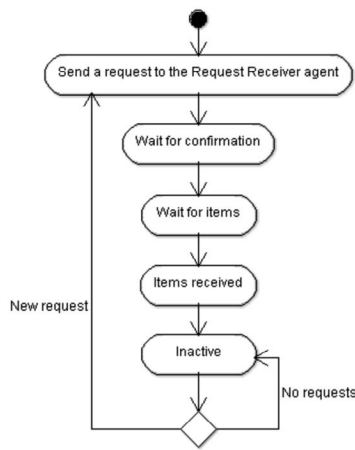 Send a request to the Request Receiver agent
Wait for confirmation
Wait for items
Items received
New request
Inactive
No requests